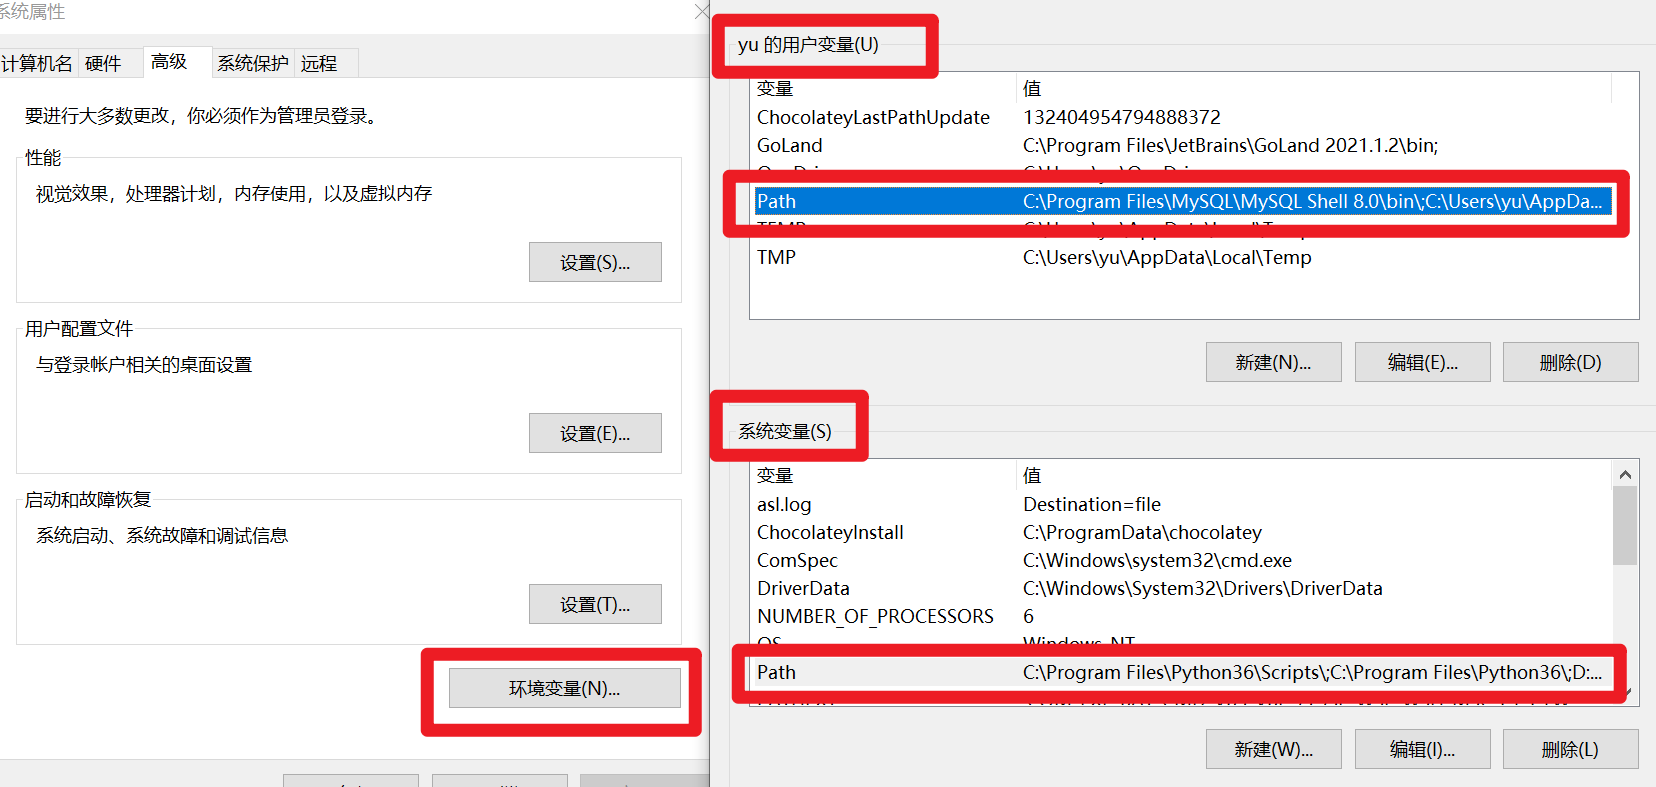 系统属性
计算机名 硬件 高级 系统保护 远程
要进行大多数更改，你必须作为管理员登录。
性能
视觉效果，处理器计划，内存使用，以及虚拟内存
设置(S)...
用户配置文件
与登录帐户相关的桌面设置
设置(E)...
启动和故障恢复
系统启动、系统故障和调试信息
设置(T)...
环境变量(N)...
yu 的用户变量(U)
变量 值
ChocolateyLastPathUpdate 132404954794888372
GoLand C:\Program Files\JetBrains\GoLand 2021.1.2\bin;
Path C:\Program Files\MySQL\MySQL Shell 8.0\bin\;C:\Users\yu\AppDa...
TMP C:\Users\yu\AppData\Local\Temp
新建(N)... 编辑(E)... 删除(D)
系统变量(S)
变量 值
asl.log Destination=file
ChocolateyInstall C:\ProgramData\chocolatey
ComSpec C:\Windows\system32\cmd.exe
DriverData C:\Windows\System32\Drivers\DriverData
NUMBER_OF_PROCESSORS 6
OS Windows_NT
Path C:\Program Files\Python36\Scripts\;C:\Program Files\Python36\;D:...
新建(W)... 编辑(I)... 删除(L)